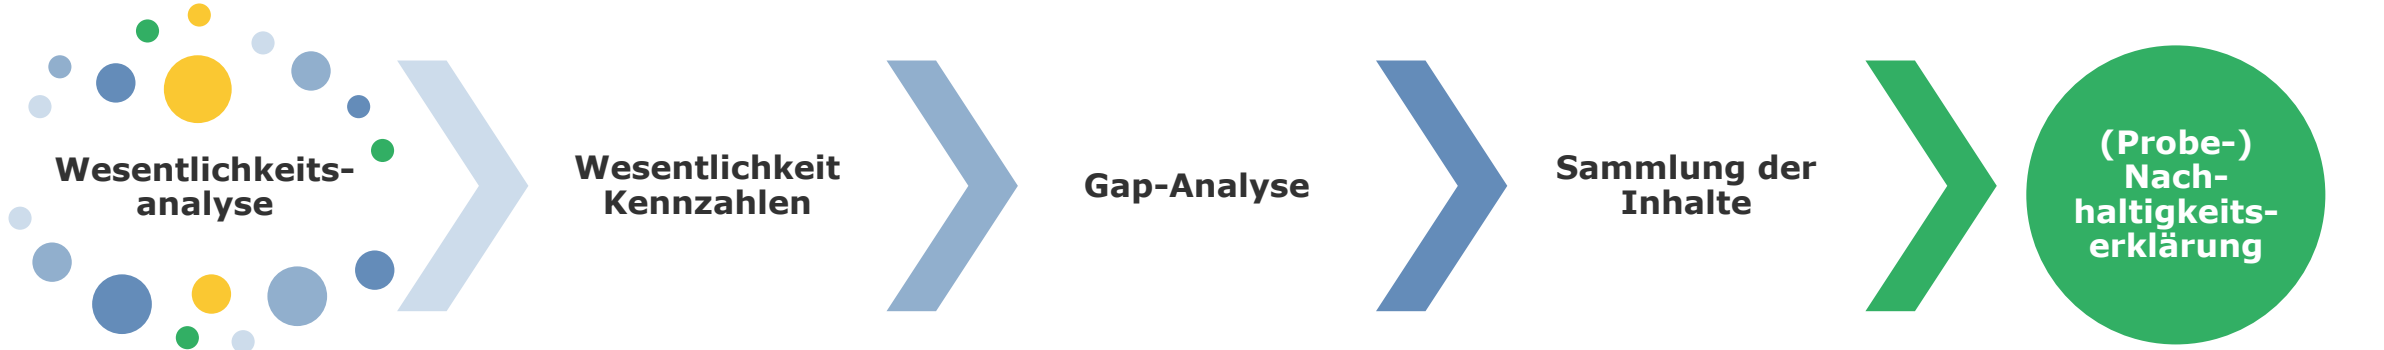 Wesentlichkeits-
analyse
Wesentlichkeit
Kennzahlen
Gap-Analyse
Sammlung der
Inhalte
(Probe-)
Nach-
haltigkeits-
erklärung